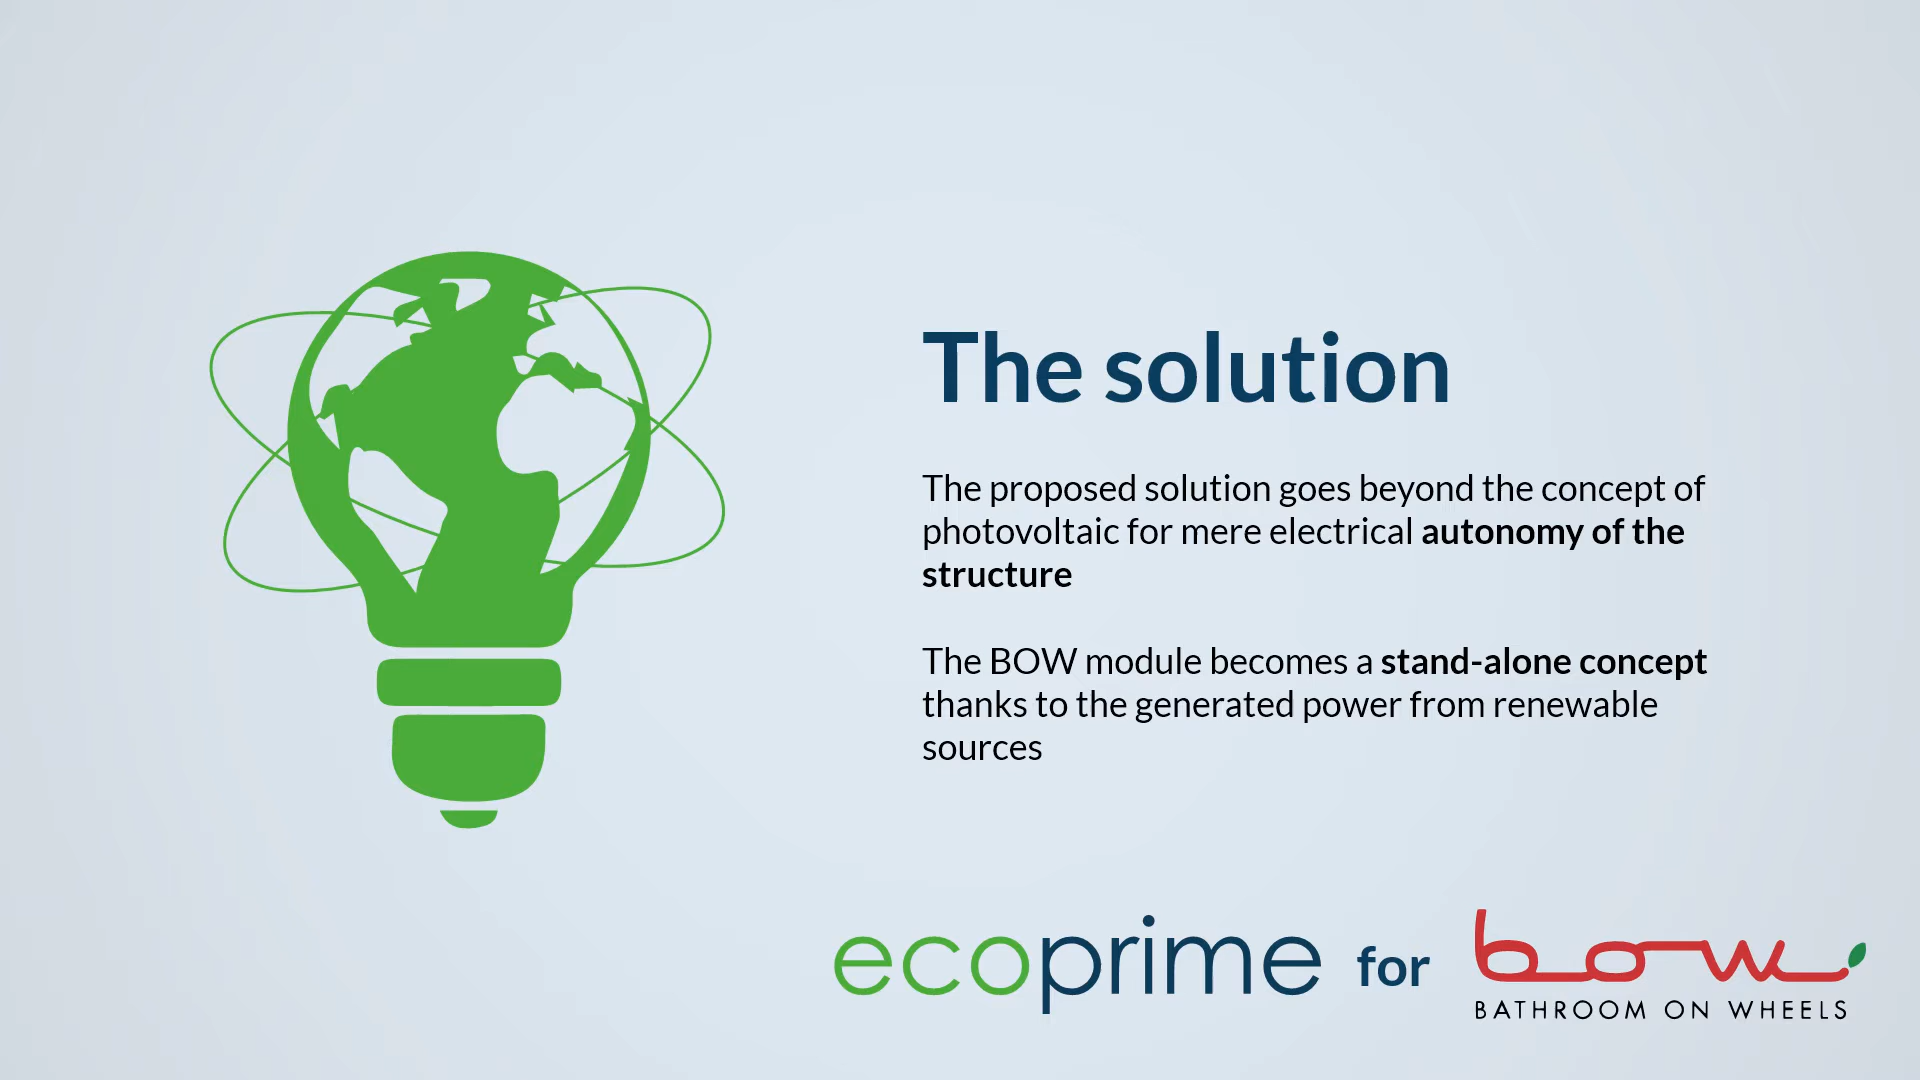 The solution
The proposed solution goes beyond the concept of
photovoltaic for mere electrical autonomy of the
structure
The BOW module becomes a stand-alone concept
thanks to the generated power from renewable
sources
ecoprime for bow
BATHROOM ON WHEELS